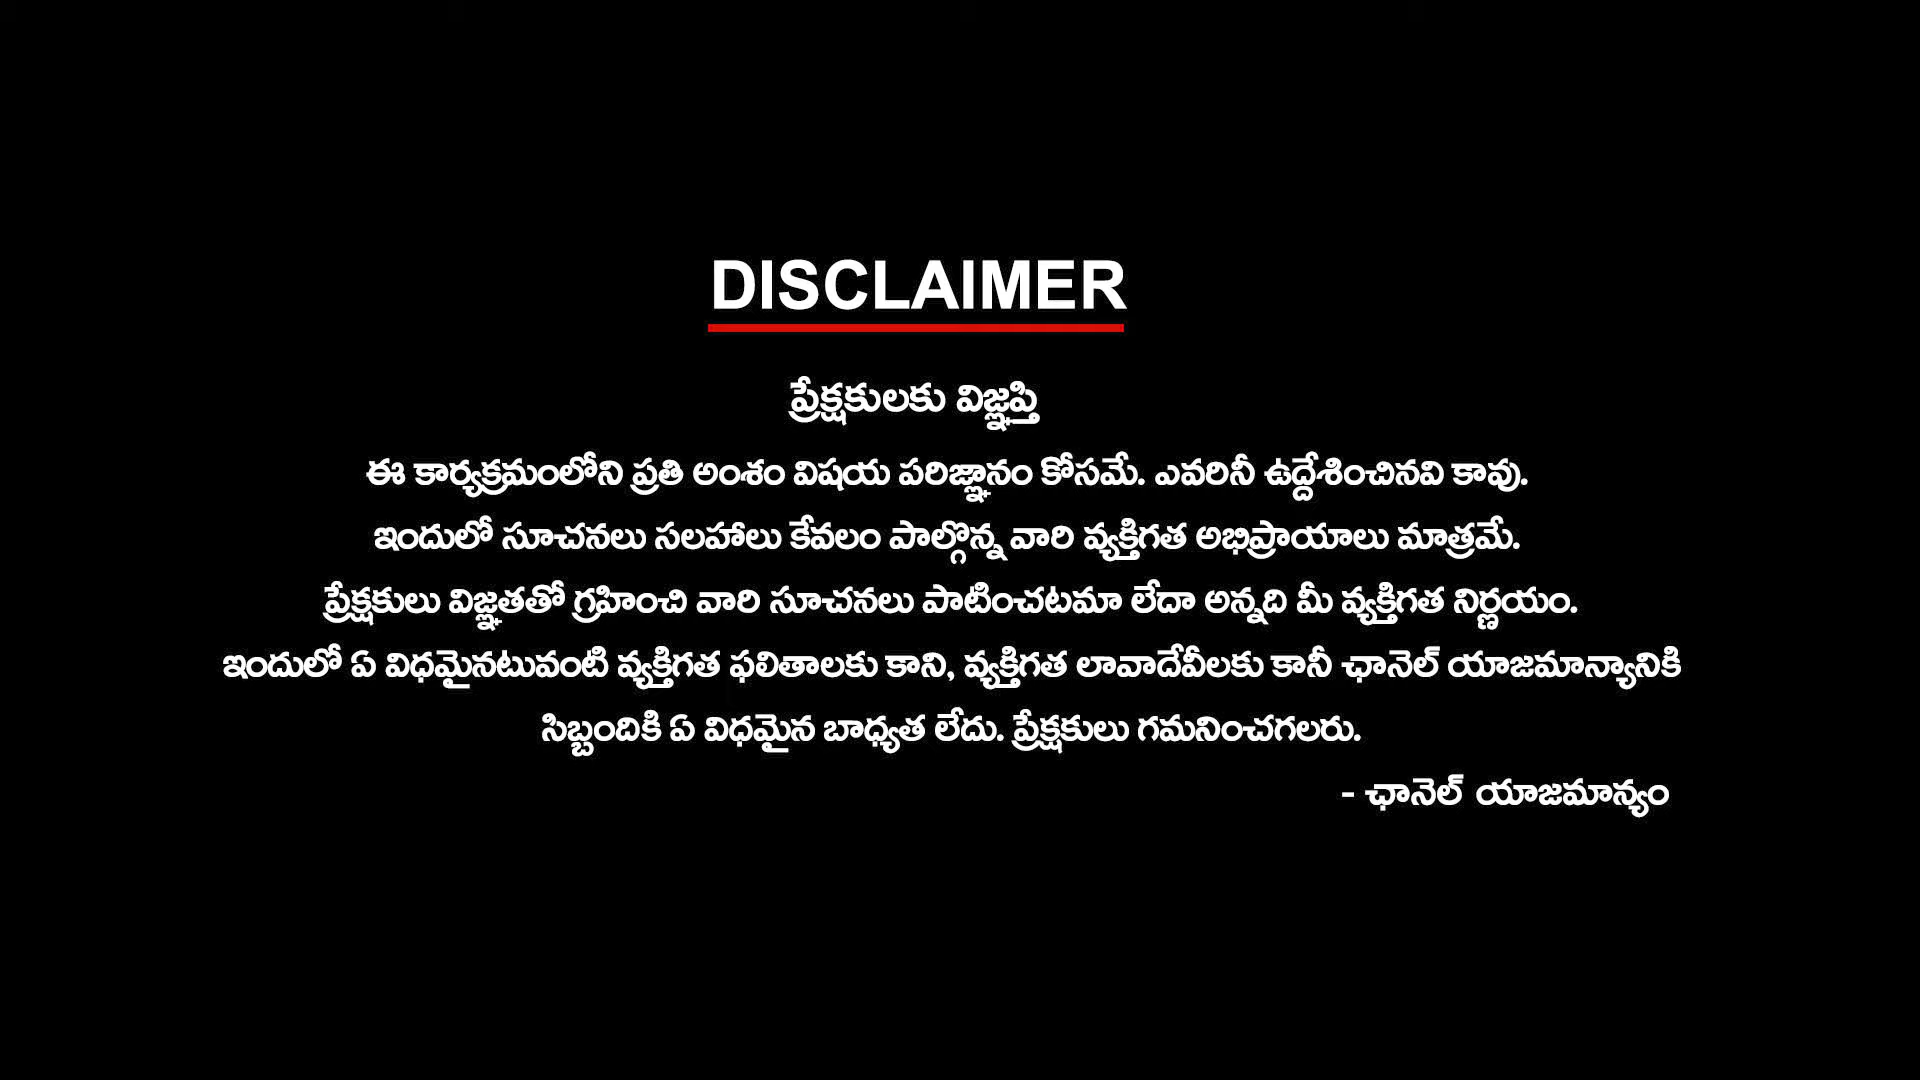 DISCLAIMER
ప్రేక్షకులకు విజ్ఞప్తి
ఈ కార్యక్రమంలోని ప్రతి అంశం విషయ పరిజ్ఞానం కోసమే. ఎవరినీ ఉద్దేశించినవి కావు.
ఇందులో సూచనలు సలహాలు కేవలం పాల్గొన్న వారి వ్యక్తిగత అభిప్రాయాలు మాత్రమే.
ప్రేక్షకులు విజ్ఞతతో గ్రహించి వారి సూచనలు పాటించటమా లేదా అన్నది మీ వ్యక్తిగత నిర్ణయం.
ఇందులో ఏ విధమైనటువంటి వ్యక్తిగత ఫలితాలకు కాని, వ్యక్తిగత లావాదేవీలకు కానీ ఛానెల్ యాజమాన్యానికి
సిబ్బందికి ఏ విధమైన బాధ్యత లేదు. ప్రేక్షకులు గమనించగలరు.
- ఛానెల్ యాజమాన్యం